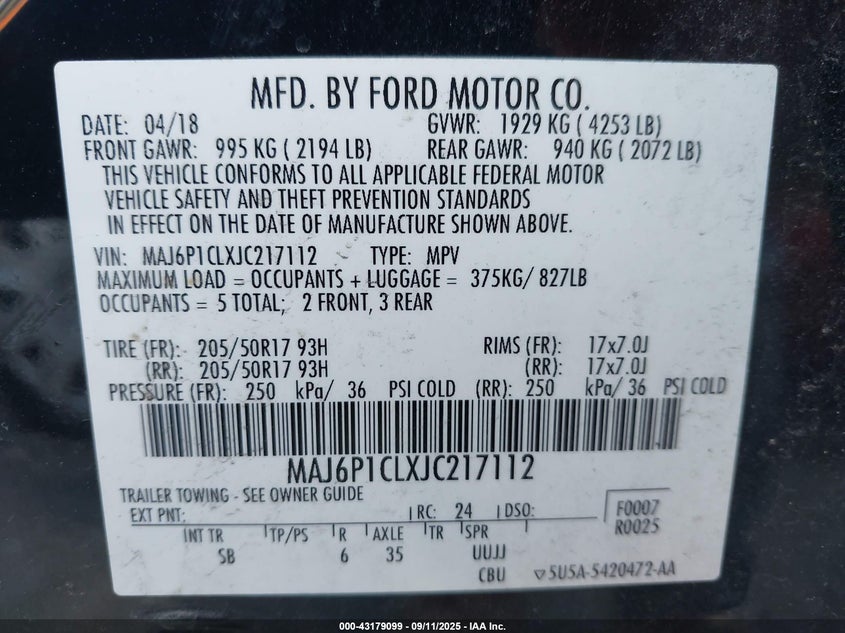 MFD. BY FORD MOTOR CO.
DATE: 04/18 GVWR: 1929 KG ( 4253 LB)
FRONT GAWR: 995 KG ( 2194 LB) REAR GAWR: 940 KG ( 2072 LB)
THIS VEHICLE CONFORMS TO ALL APPLICABLE FEDERAL MOTOR
VEHICLE SAFETY AND THEFT PREVENTION STANDARDS
IN EFFECT ON THE DATE OF MANUFACTURE SHOWN ABOVE.
VIN: MAJ6P1CLXJC217112 TYPE: MPV
MAXIMUM LOAD = OCCUPANTS + LUGGAGE = 375KG/ 827LB
OCCUPANTS = 5 TOTAL; 2 FRONT, 3 REAR
TIRE (FR): 205/50R17 93H RIMS (FR): 17x7.0J
(RR): 205/50R17 93H (RR): 17x7.0J
PRESSURE (FR): 250 kPa/ 36 PSI COLD (RR): 250 kPa/ 36 PSI COLD
MAJ6P1CLXJC217112
TRAILER TOWING - SEE OWNER GUIDE
EXT PNT: RC: 24 DSO: F0007
R0025
INT TR TP/PS R AXLE TR SPR
SB 6 35 UUJJ
CBU 5U5A-5420472-AA
000-43179099 - 09/11/2025 - IAA Inc.